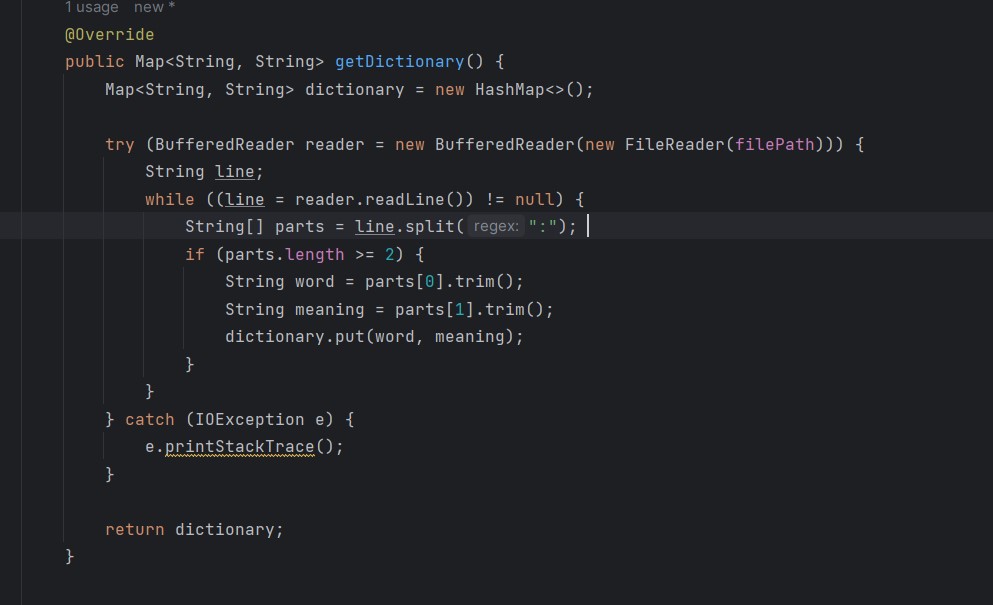 1 usage new *
@Override
public Map<String, String> getDictionary() {
Map<String, String> dictionary = new HashMap<>();
try (BufferedReader reader = new BufferedReader(new FileReader(filePath))) {
String line;
while ((line = reader.readLine()) != null) {
String[] parts = line.split( regex: ":");
if (parts.length >= 2) {
String word = parts[0].trim();
String meaning = parts[1].trim();
dictionary.put(word, meaning);
}
}
} catch (IOException e) {
e.printStackTrace();
}
return dictionary;
}